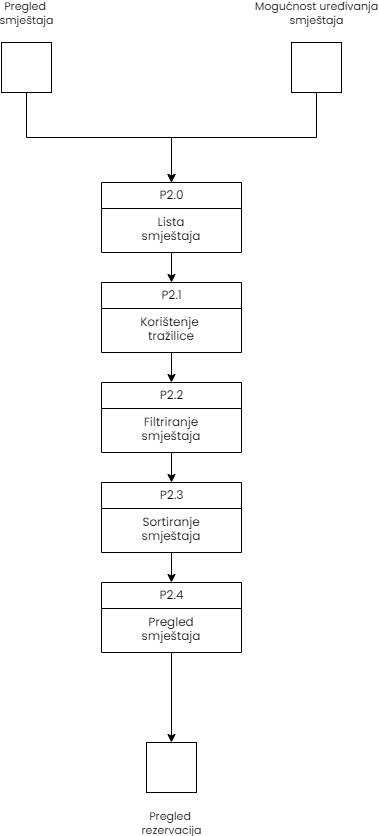 Pregled
smještaja
Mogućnost uređivanja
smještaja
P2.0
Lista
smještaja
P2.1
Korištenje
tražilice
P2.2
Filtriranje
smještaja
P2.3
Sortiranje
smještaja
P2.4
Pregled
smještaja
Pregled
rezervacija